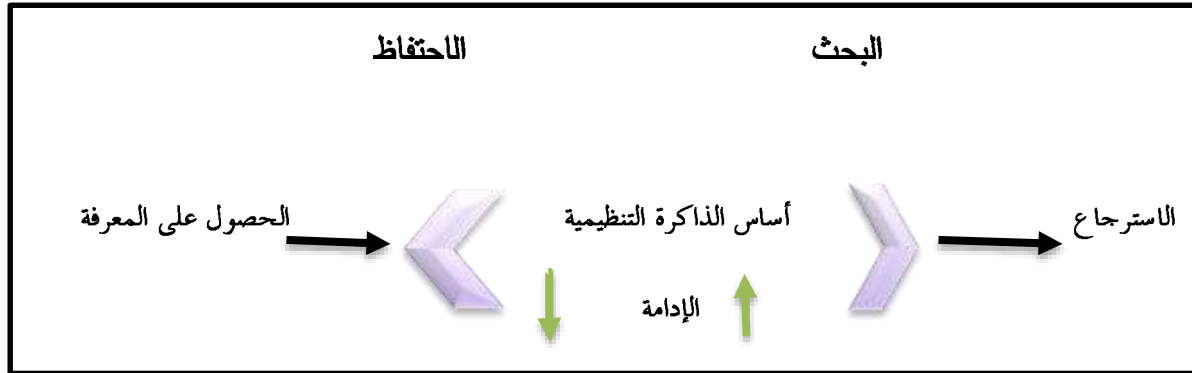 البحث
الاحتفاظ
الاسترجاع
أساس الذاكرة التنظيمية
الحصول على المعرفة
الإدامة